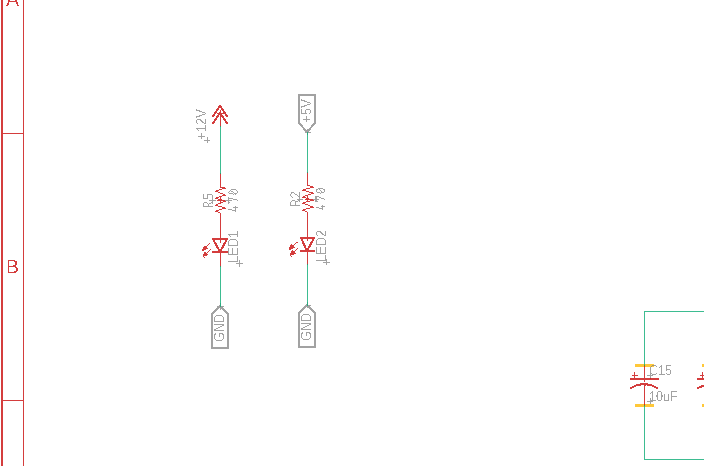 A
+12V
+5V
R5
470
R2
470
LED1
LED2
B
GND
GND
C15
10uF